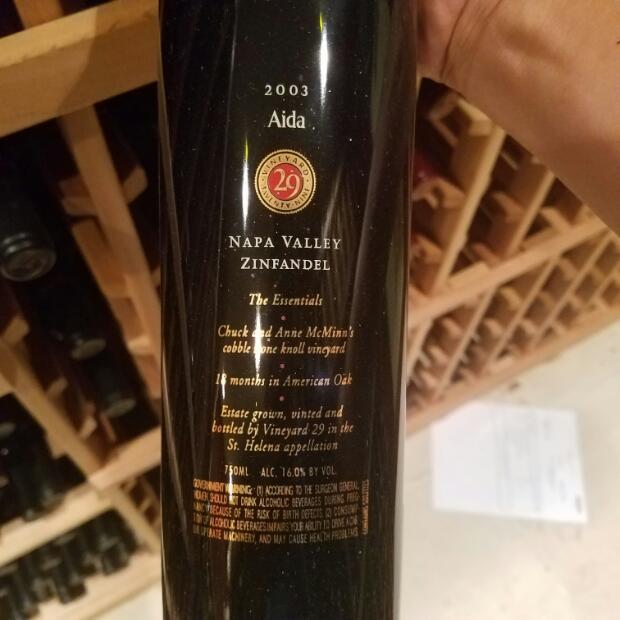 2003
Aida
VINEYARD
29
TWENTY-NINE
NAPA VALLEY
ZINFANDEL
The Essentials
Chuck and Anne McMinn's
cobblestone knoll vineyard
18 months in American Oak
Estate grown, vinted and
bottled by Vineyard 29 in the
St. Helena appellation
750ML ALC. 16.0% BY VOL.
GOVERNMENT WARNING: (1) ACCORDING TO THE SURGEON GENERAL,
WOMEN SHOULD NOT DRINK ALCOHOLIC BEVERAGES DURING PREG-
NANCY BECAUSE OF THE RISK OF BIRTH DEFECTS. (2) CONSUMP-
TION OF ALCOHOLIC BEVERAGES IMPAIRS YOUR ABILITY TO DRIVE A CAR
OR OPERATE MACHINERY, AND MAY CAUSE HEALTH PROBLEMS.